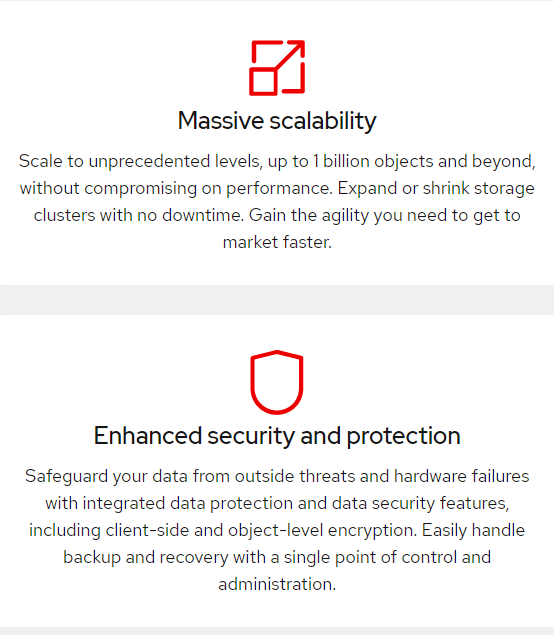 Massive scalability
Scale to unprecedented levels, up to 1 billion objects and beyond,
without compromising on performance. Expand or shrink storage
clusters with no downtime. Gain the agility you need to get to
market faster.
Enhanced security and protection
Safeguard your data from outside threats and hardware failures
with integrated data protection and data security features,
including client-side and object-level encryption. Easily handle
backup and recovery with a single point of control and
administration.